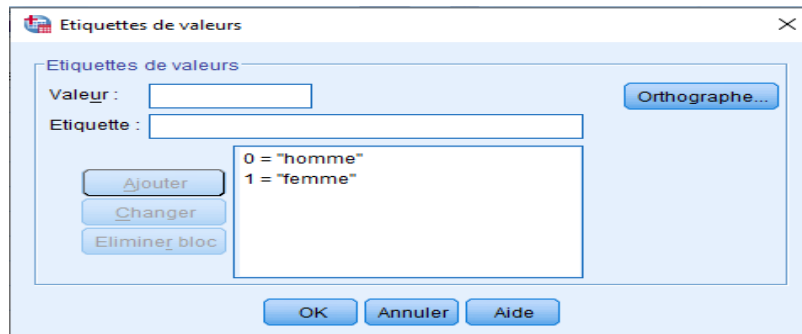 Etiquettes de valeurs
Etiquettes de valeurs
Valeur :
Orthographe...
Etiquette :
0 = "homme"
1 = "femme"
Ajouter
Changer
Eliminer bloc
OK Annuler Aide